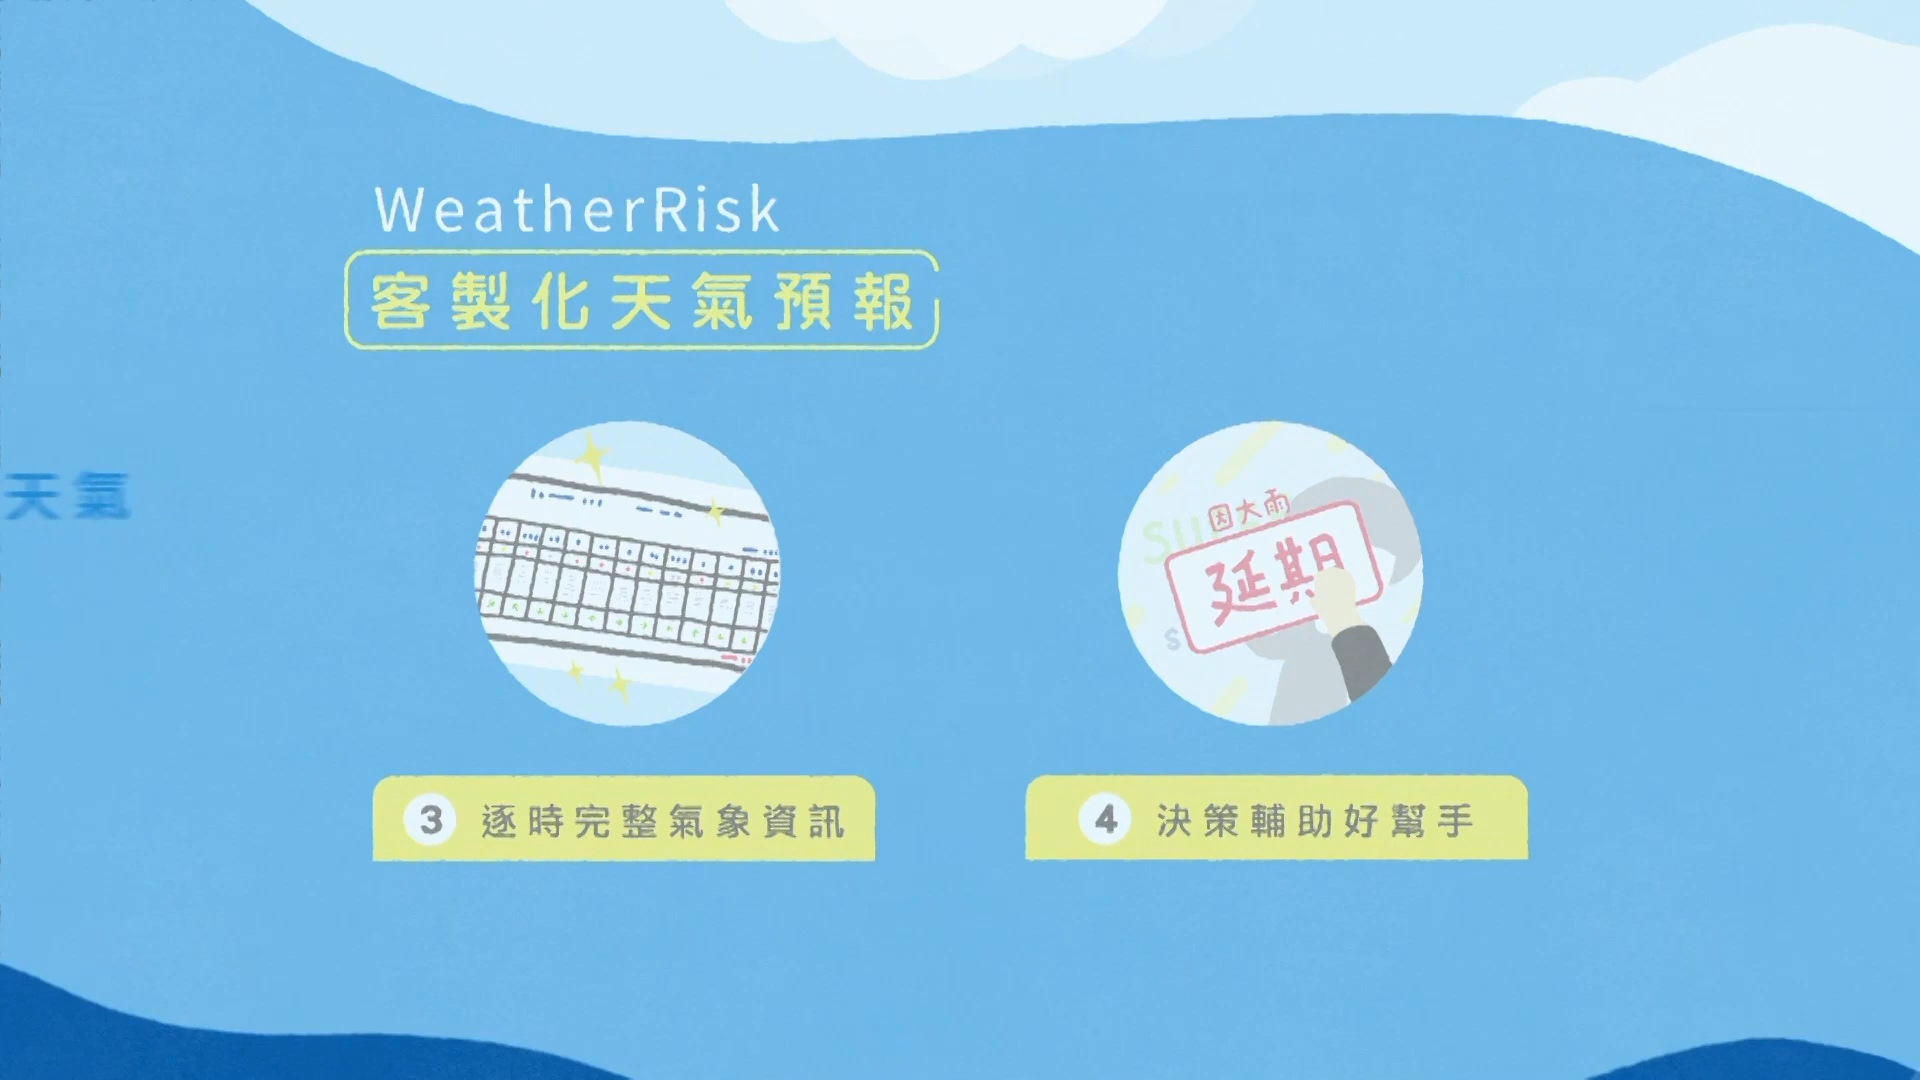 WeatherRisk
客製化天氣預報
天氣
因大雨
延期
3 逐時完整氣象資訊
4 決策輔助好幫手